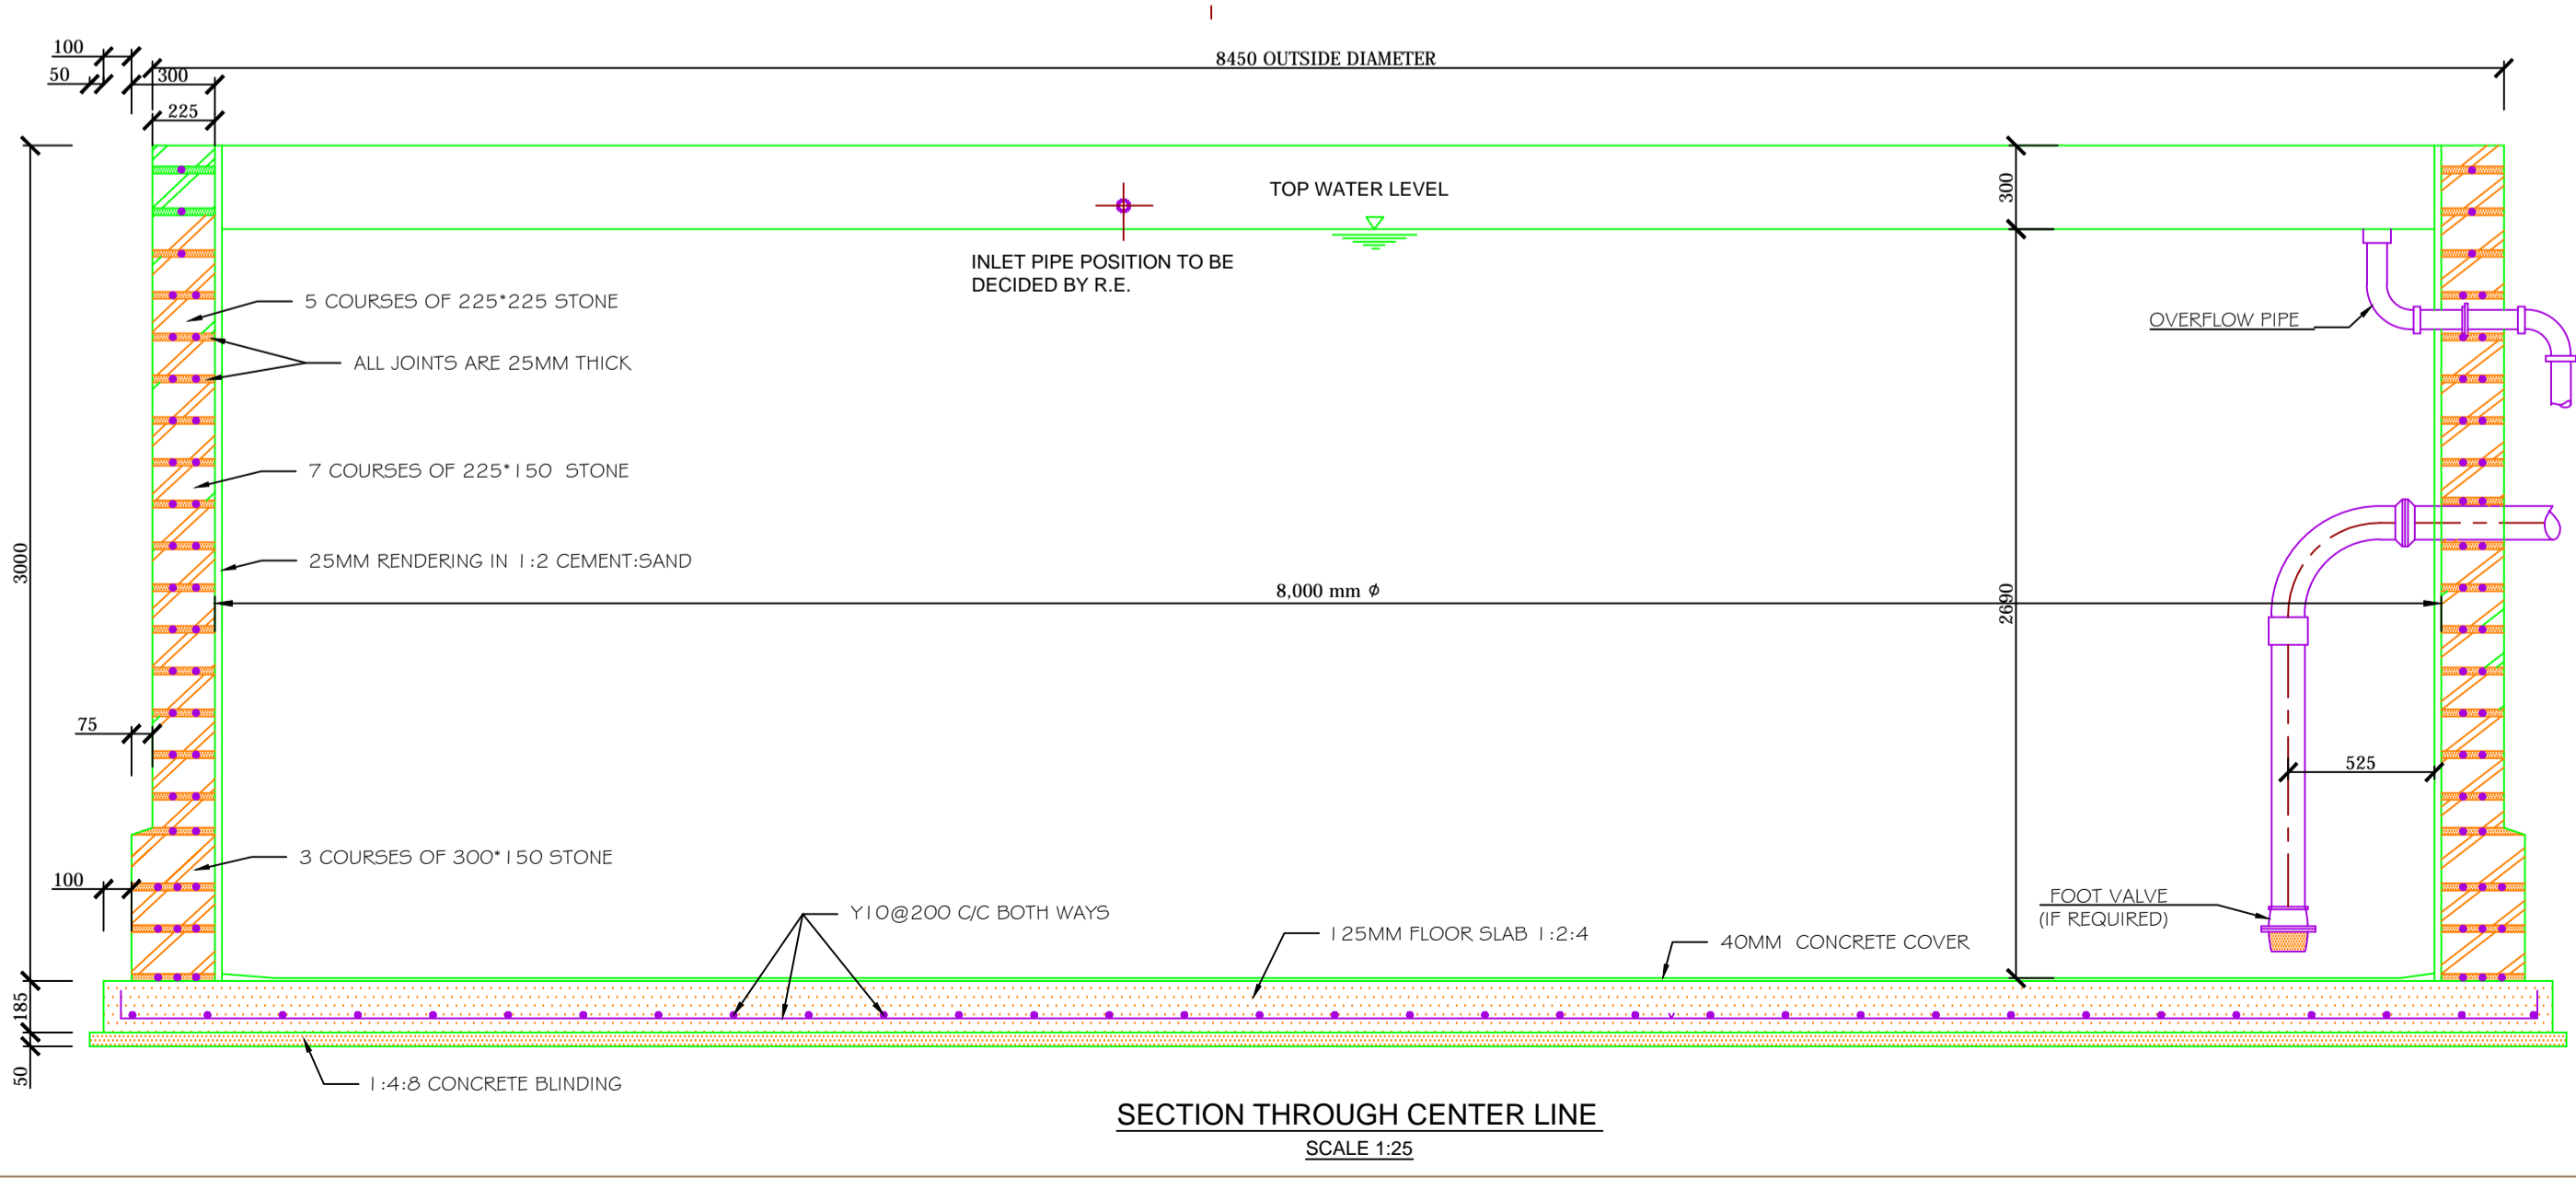 100
50
300
225
8450 OUTSIDE DIAMETER
TOP WATER LEVEL
300
INLET PIPE POSITION TO BE
DECIDED BY R.E.
5 COURSES OF 225*225 STONE
OVERFLOW PIPE
ALL JOINTS ARE 25MM THICK
7 COURSES OF 225*150 STONE
3000
25MM RENDERING IN 1:2 CEMENT:SAND
8,000 mm ϕ
2690
75
525
3 COURSES OF 300*150 STONE
100
Y10@200 C/C BOTH WAYS
FOOT VALVE
(IF REQUIRED)
125MM FLOOR SLAB 1:2:4
40MM CONCRETE COVER
185
50
1:4:8 CONCRETE BLINDING
SECTION THROUGH CENTER LINE
SCALE 1:25